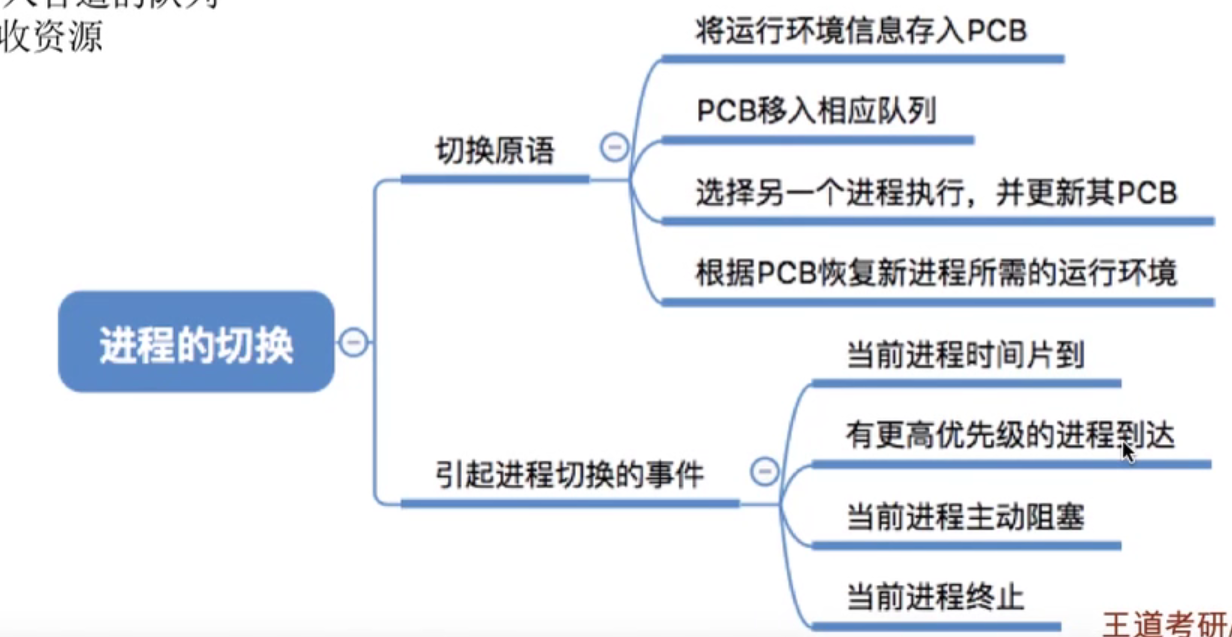 收资源
将运行环境信息存入PCB
PCB移入相应队列
切换原语
选择另一个进程执行，并更新其PCB
根据PCB恢复新进程所需的运行环境
进程的切换
当前进程时间片到
有更高优先级的进程到达
引起进程切换的事件
当前进程主动阻塞
当前进程终止
王道考研